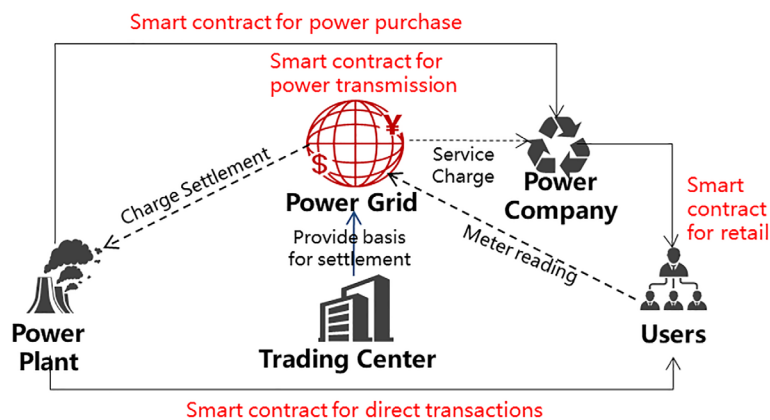 Smart contract for power purchase
Smart contract for
power transmission
¥
$
Charge Settlement
Service
Charge
Power Grid
Power
Company
Smart
contract
for retail
Provide basis
for settlement
Meter reading
Power
Plant
Trading Center
Users
Smart contract for direct transactions